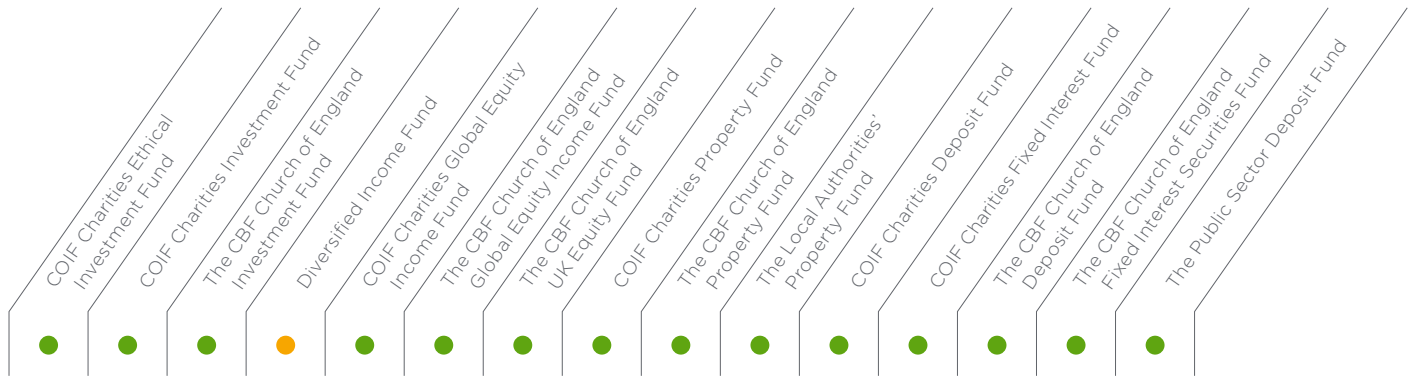 COIF Charities Ethical
Investment Fund
COIF Charities Investment Fund
The CBF Church of England
Investment Fund
Diversified Income Fund
COIF Charities Global Equity
Income Fund
The CBF Church of England
Global Equity Income Fund
The CBF Church of England
UK Equity Fund
COIF Charities Property Fund
The CBF Church of England
Property Fund
The Local Authorities’
Property Fund
COIF Charities Deposit Fund
COIF Charities Fixed Interest Fund
The CBF Church of England
Deposit Fund
The CBF Church of England
Fixed Interest Securities Fund
The Public Sector Deposit Fund